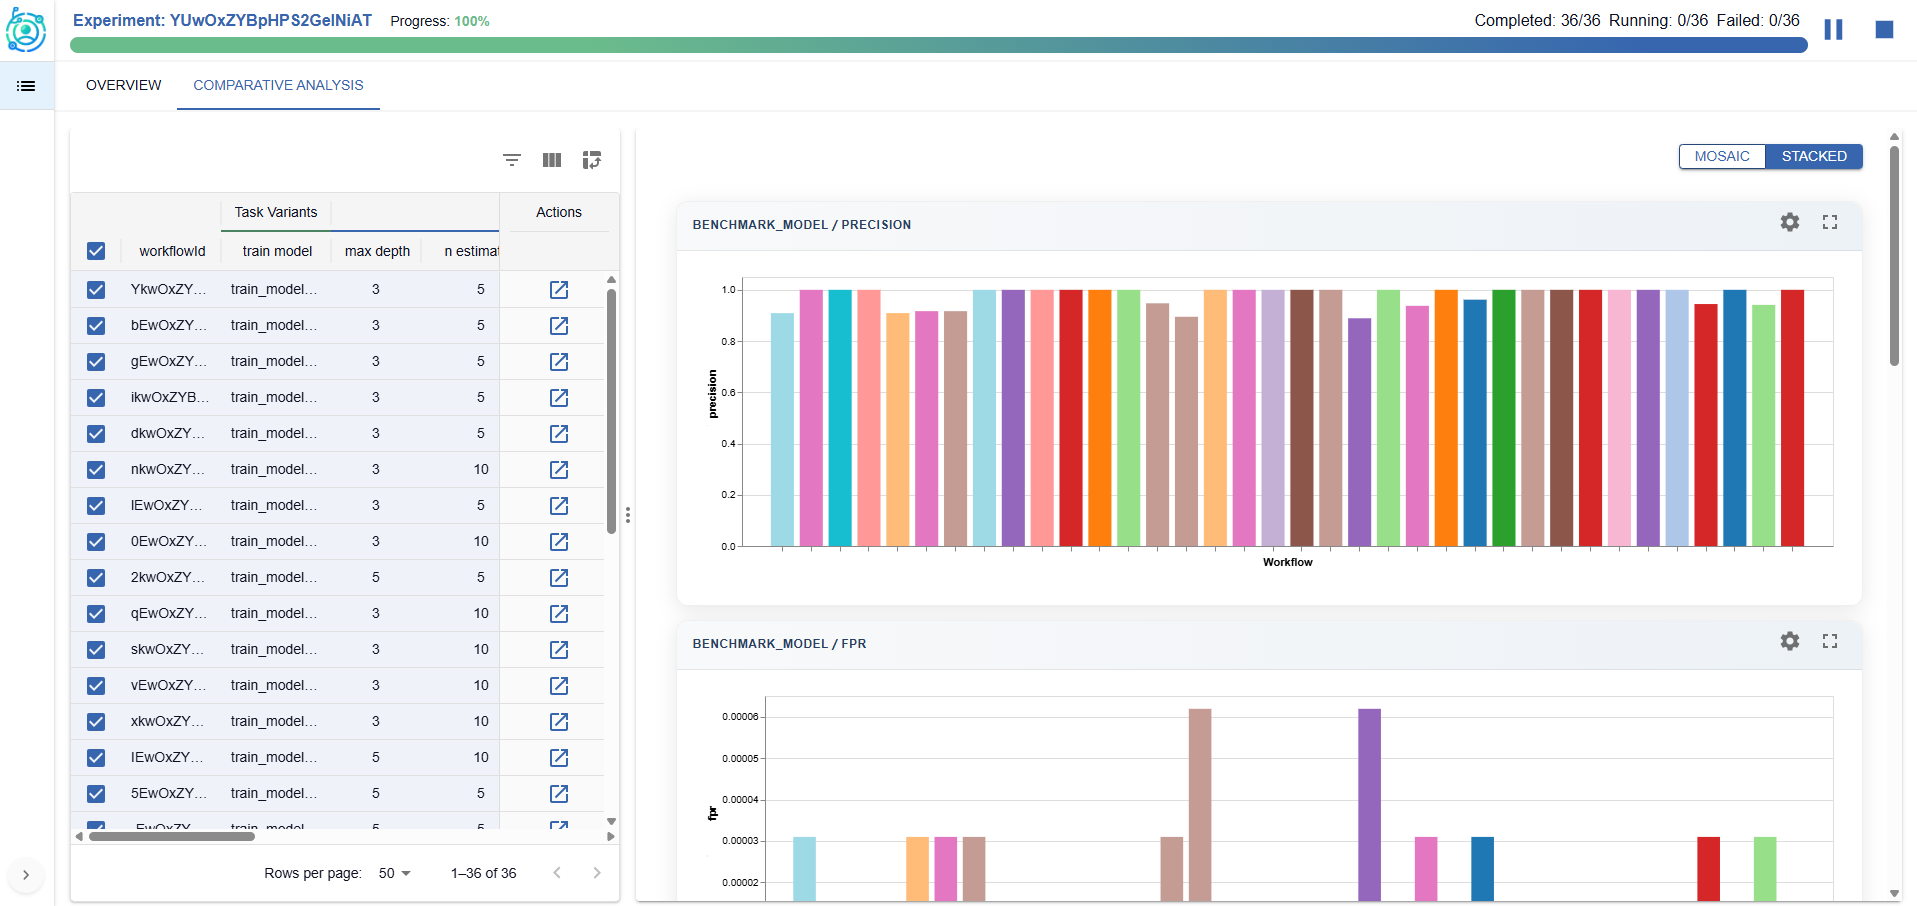 Experiment: YUwOxZYBpHPS2GelNiAT Progress: 100% Completed: 36/36 Running: 0/36 Failed: 0/36
OVERVIEW COMPARATIVE ANALYSIS
MOSAIC STACKED
Task Variants Actions
workflowId train model max depth n estimat
YkwOxZY... train_model... 3 5
bEwOxZY... train_model... 3 5
gEwOxZY... train_model... 3 5
ikwOxZYB... train_model... 3 5
dkwOxZY... train_model... 3 5
nkwOxZY... train_model... 3 10
lEwOxZY... train_model... 3 5
0EwOxZY... train_model... 3 10
2kwOxZY... train_model... 5 5
qEwOxZY... train_model... 3 10
skwOxZY... train_model... 3 10
vEwOxZY... train_model... 3 10
xkwOxZY... train_model... 3 10
IEwOxZY... train_model... 5 10
5EwOxZY... train_model... 5 5
Rows per page: 50 1–36 of 36
BENCHMARK_MODEL / PRECISION
precision
1.0
0.8
0.6
0.4
0.2
0.0
Workflow
BENCHMARK_MODEL / FPR
fpr
0.00006
0.00005
0.00004
0.00003
0.00002